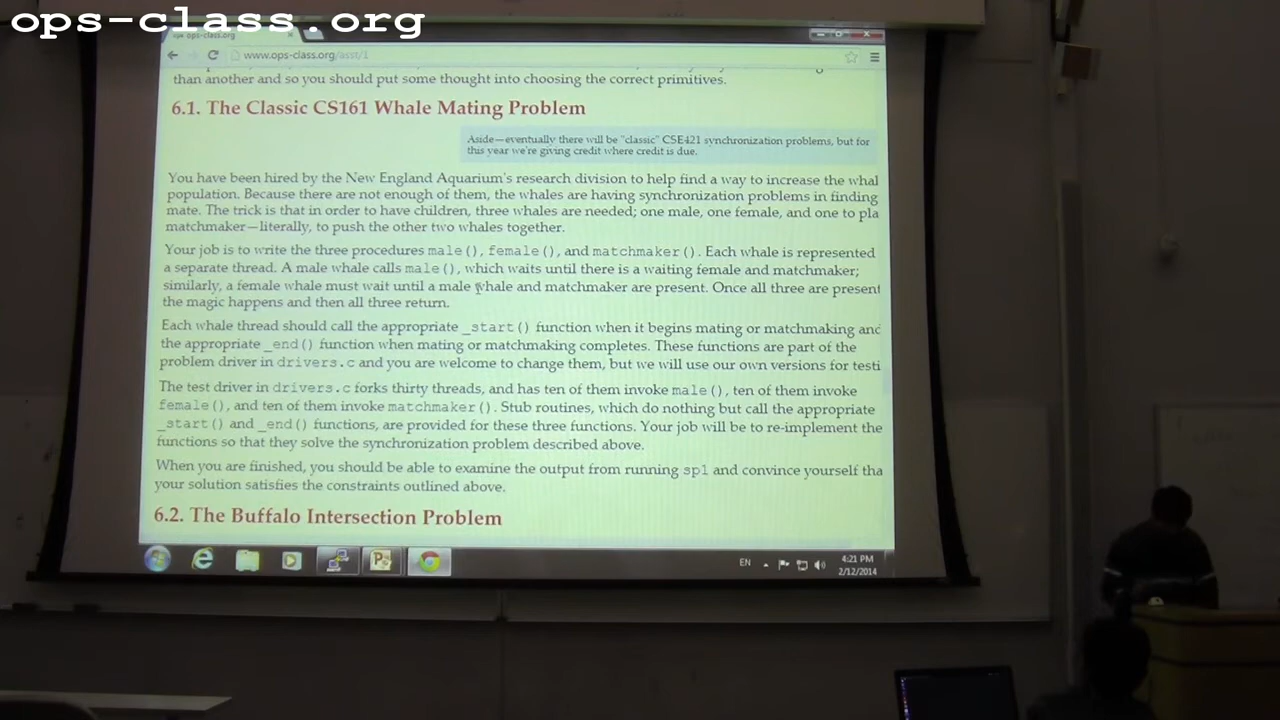 ops-class.org
ops-class.org
www.ops-class.org/asst/1
than another and so you should put some thought into choosing the correct primitives.
6.1. The Classic CS161 Whale Mating Problem
Aside—eventually there will be "classic" CSE421 synchronization problems, but for
this year we're giving credit where credit is due.
You have been hired by the New England Aquarium's research division to help find a way to increase the whal
population. Because there are not enough of them, the whales are having synchronization problems in finding
mate. The trick is that in order to have children, three whales are needed; one male, one female, and one to pla
matchmaker—literally, to push the other two whales together.
Your job is to write the three procedures male(), female(), and matchmaker(). Each whale is represented
a separate thread. A male whale calls male(), which waits until there is a waiting female and matchmaker;
similarly, a female whale must wait until a male whale and matchmaker are present. Once all three are present
the magic happens and then all three return.
Each whale thread should call the appropriate _start() function when it begins mating or matchmaking and
the appropriate _end() function when mating or matchmaking completes. These functions are part of the
problem driver in drivers.c and you are welcome to change them, but we will use our own versions for testi
The test driver in drivers.c forks thirty threads, and has ten of them invoke male(), ten of them invoke
female(), and ten of them invoke matchmaker(). Stub routines, which do nothing but call the appropriate
_start() and _end() functions, are provided for these three functions. Your job will be to re-implement the
functions so that they solve the synchronization problem described above.
When you are finished, you should be able to examine the output from running sp1 and convince yourself tha
your solution satisfies the constraints outlined above.
6.2. The Buffalo Intersection Problem
EN
4:21 PM
2/12/2014